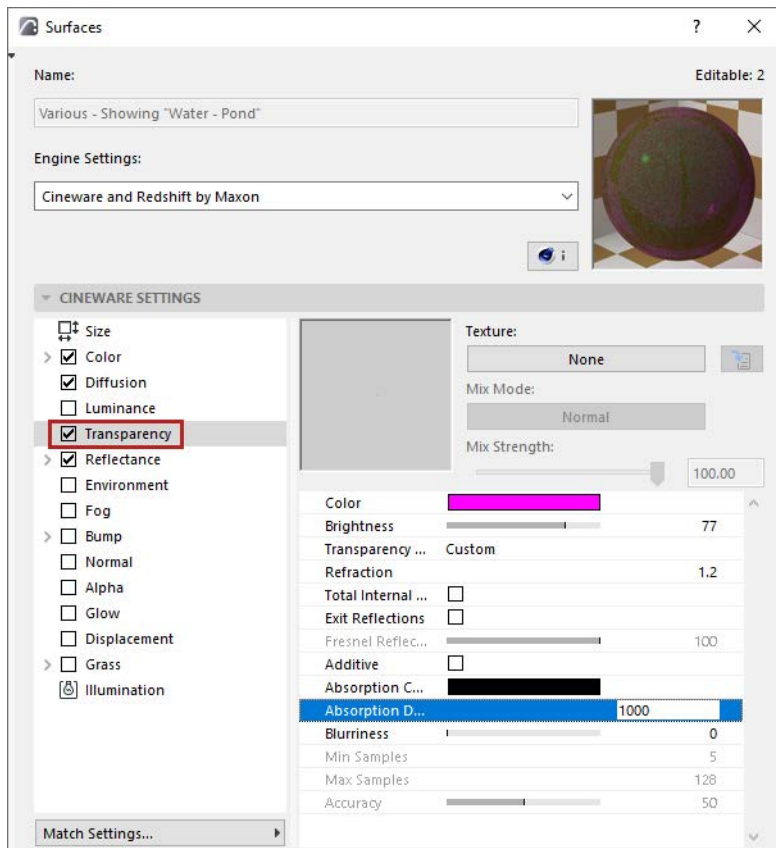 Surfaces
?
Name:
Editable: 2
Various - Showing "Water - Pond"
Engine Settings:
Cineware and Redshift by Maxon
i
CINEWARE SETTINGS
Size
Color
Diffusion
Luminance
Transparency
Reflectance
Environment
Fog
Bump
Normal
Alpha
Glow
Displacement
Grass
Illumination
Match Settings...
Texture:
None
Mix Mode:
Normal
Mix Strength:
100.00
Color
Brightness 77
Transparency ... Custom
Refraction 1.2
Total Internal ...
Exit Reflections
Fresnel Reflec... 100
Additive
Absorption C...
Absorption D... 1000
Blurriness 0
Min Samples 5
Max Samples 128
Accuracy 50